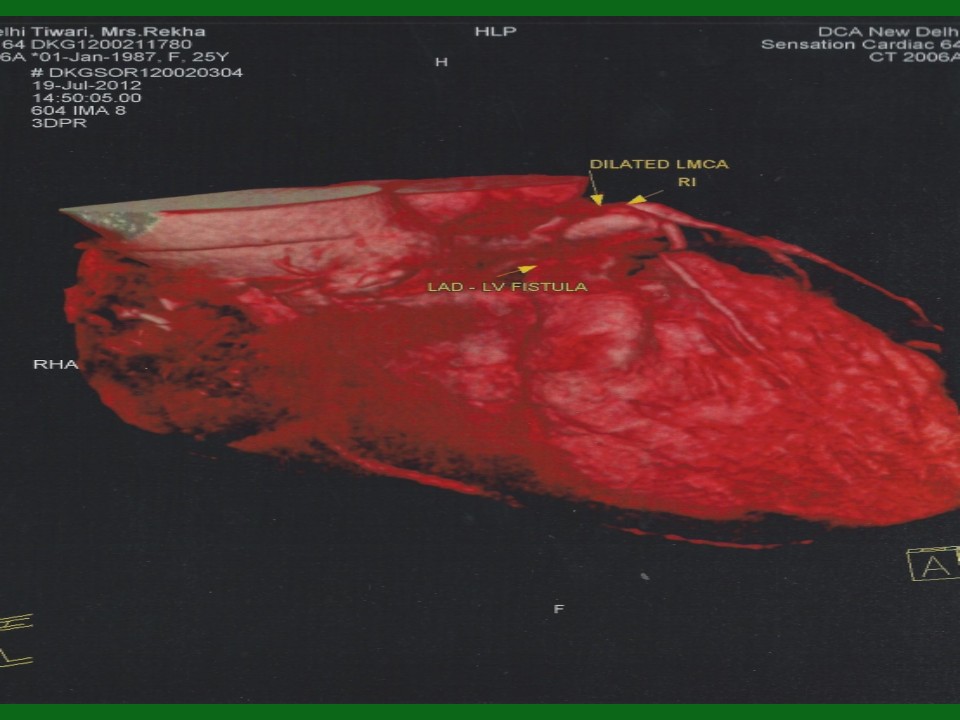 elhi Tiwari, Mrs.Rekha
64 DKG1200211780
6A *01-Jan-1987, F, 25Y
# DKGSOR120020304
19-Jul-2012
14:50:05.00
604 IMA 8
3DPR
HLP
H
DCA New Delh
Sensation Cardiac 64
CT 2006A
DILATED LMCA
RI
LAD - LV FISTULA
RHA
A
F